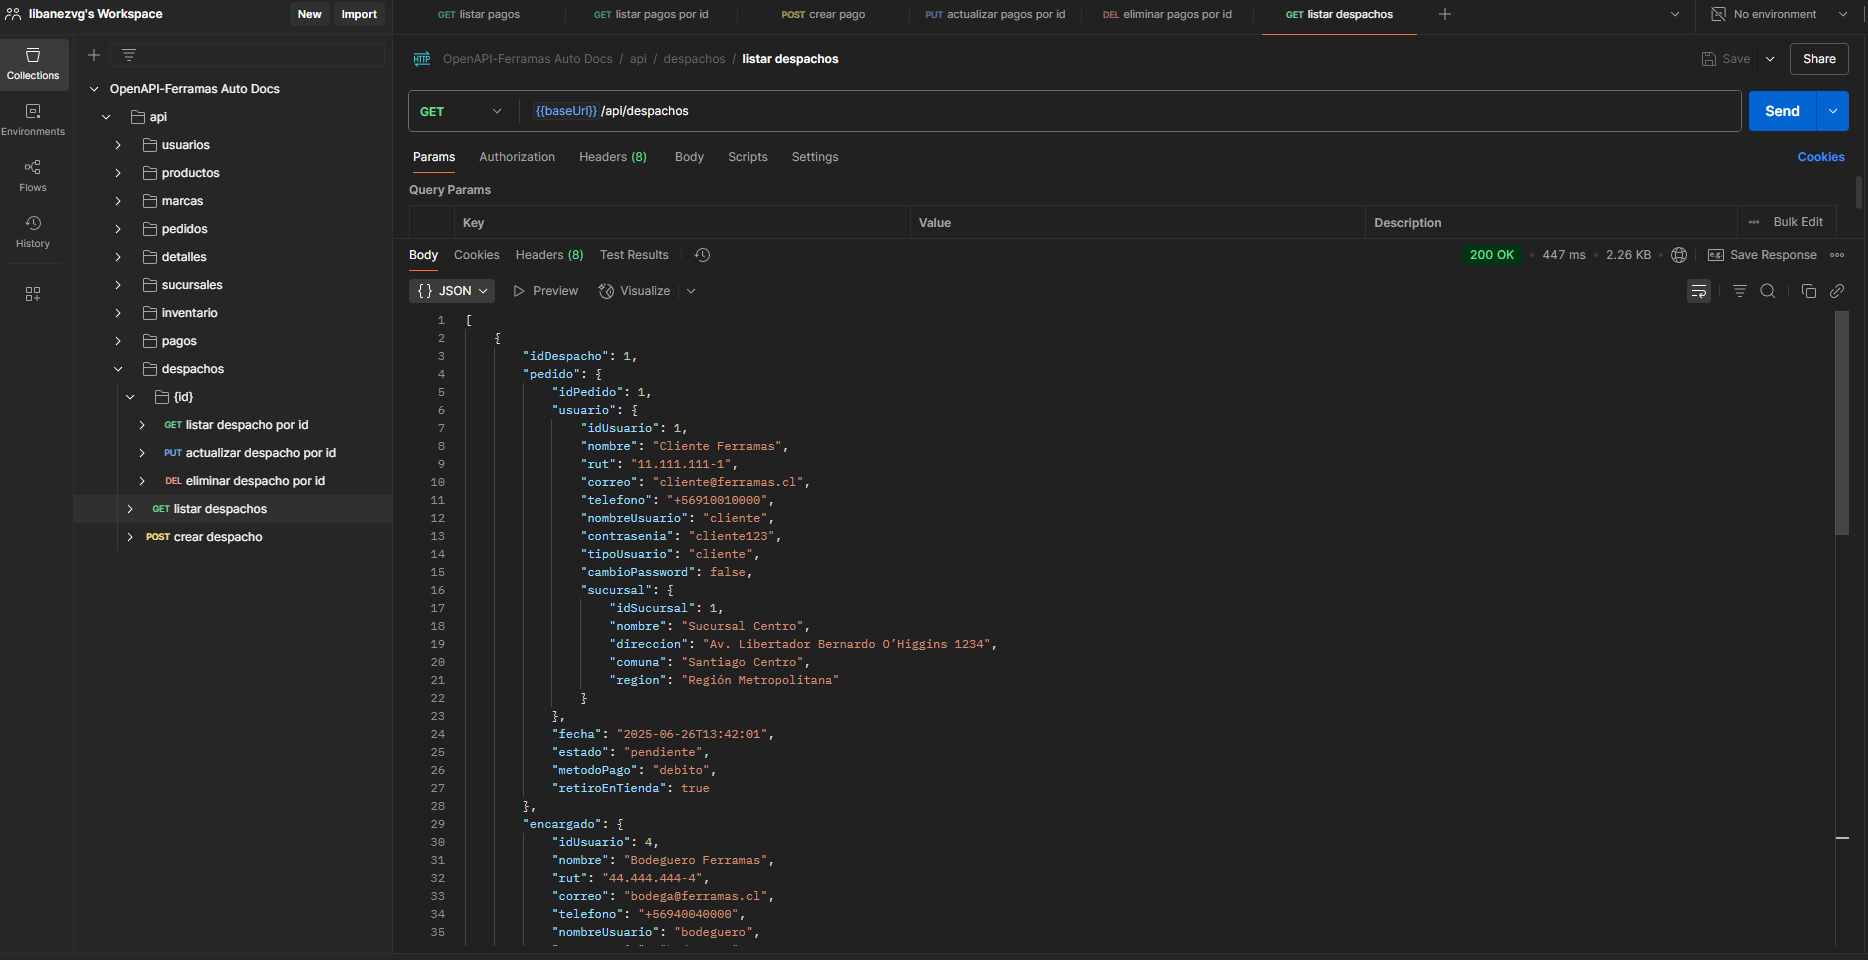 libanezvg's Workspace
New
Import
GET listar pagos
GET listar pagos por id
POST crear pago
PUT actualizar pagos por id
DEL eliminar pagos por id
GET listar despachos
No environment
Collections
Environments
Flows
History
OpenAPI-Ferramas Auto Docs
api
usuarios
productos
marcas
pedidos
detalles
sucursales
inventario
pagos
despachos
{id}
GET listar despacho por id
PUT actualizar despacho por id
DEL eliminar despacho por id
GET listar despachos
POST crear despacho
HTTP OpenAPI-Ferramas Auto Docs / api / despachos / listar despachos
Save
Share
GET
{{baseUrl}} /api/despachos
Send
Params Authorization Headers (8) Body Scripts Settings
Cookies
Query Params
Key Value Description Bulk Edit
Body Cookies Headers (8) Test Results
200 OK 447 ms 2.26 KB e.g. Save Response
{} JSON Preview Visualize
1 [
2 {
3 "idDespacho": 1,
4 "pedido": {
5 "idPedido": 1,
6 "usuario": {
7 "idUsuario": 1,
8 "nombre": "Cliente Ferramas",
9 "rut": "11.111.111-1",
10 "correo": "cliente@ferramas.cl",
11 "telefono": "+56910010000",
12 "nombreUsuario": "cliente",
13 "contrasenia": "cliente123",
14 "tipoUsuario": "cliente",
15 "cambioPassword": false,
16 "sucursal": {
17 "idSucursal": 1,
18 "nombre": "Sucursal Centro",
19 "direccion": "Av. Libertador Bernardo O’Higgins 1234",
20 "comuna": "Santiago Centro",
21 "region": "Región Metropolitana"
22 }
23 },
24 "fecha": "2025-06-26T13:42:01",
25 "estado": "pendiente",
26 "metodoPago": "debito",
27 "retiroEnTienda": true
28 },
29 "encargado": {
30 "idUsuario": 4,
31 "nombre": "Bodeguero Ferramas",
32 "rut": "44.444.444-4",
33 "correo": "bodega@ferramas.cl",
34 "telefono": "+56940040000",
35 "nombreUsuario": "bodeguero",